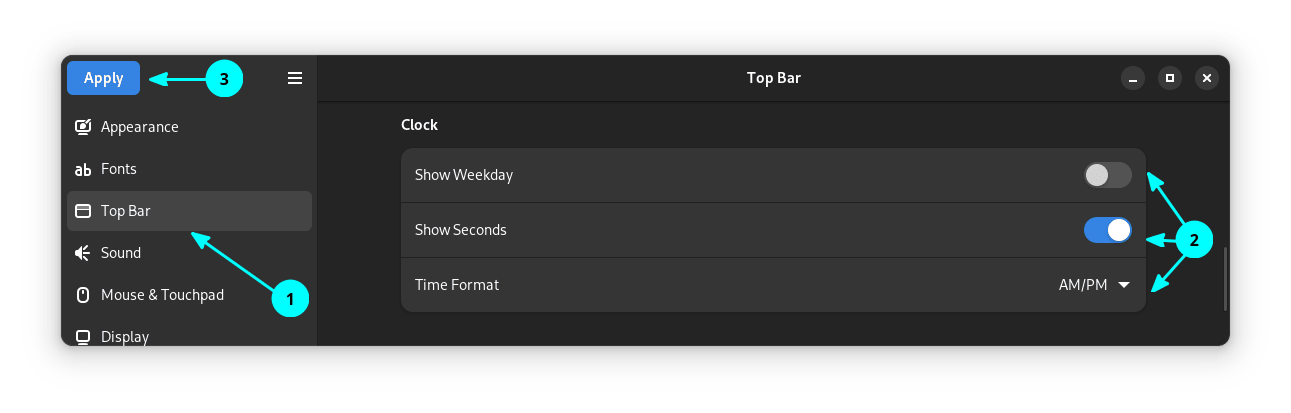 Apply
3
Top Bar
Appearance
Clock
ab Fonts
Show Weekday
Top Bar
Show Seconds
2
Sound
Time Format
AM/PM
Mouse & Touchpad
1
Display